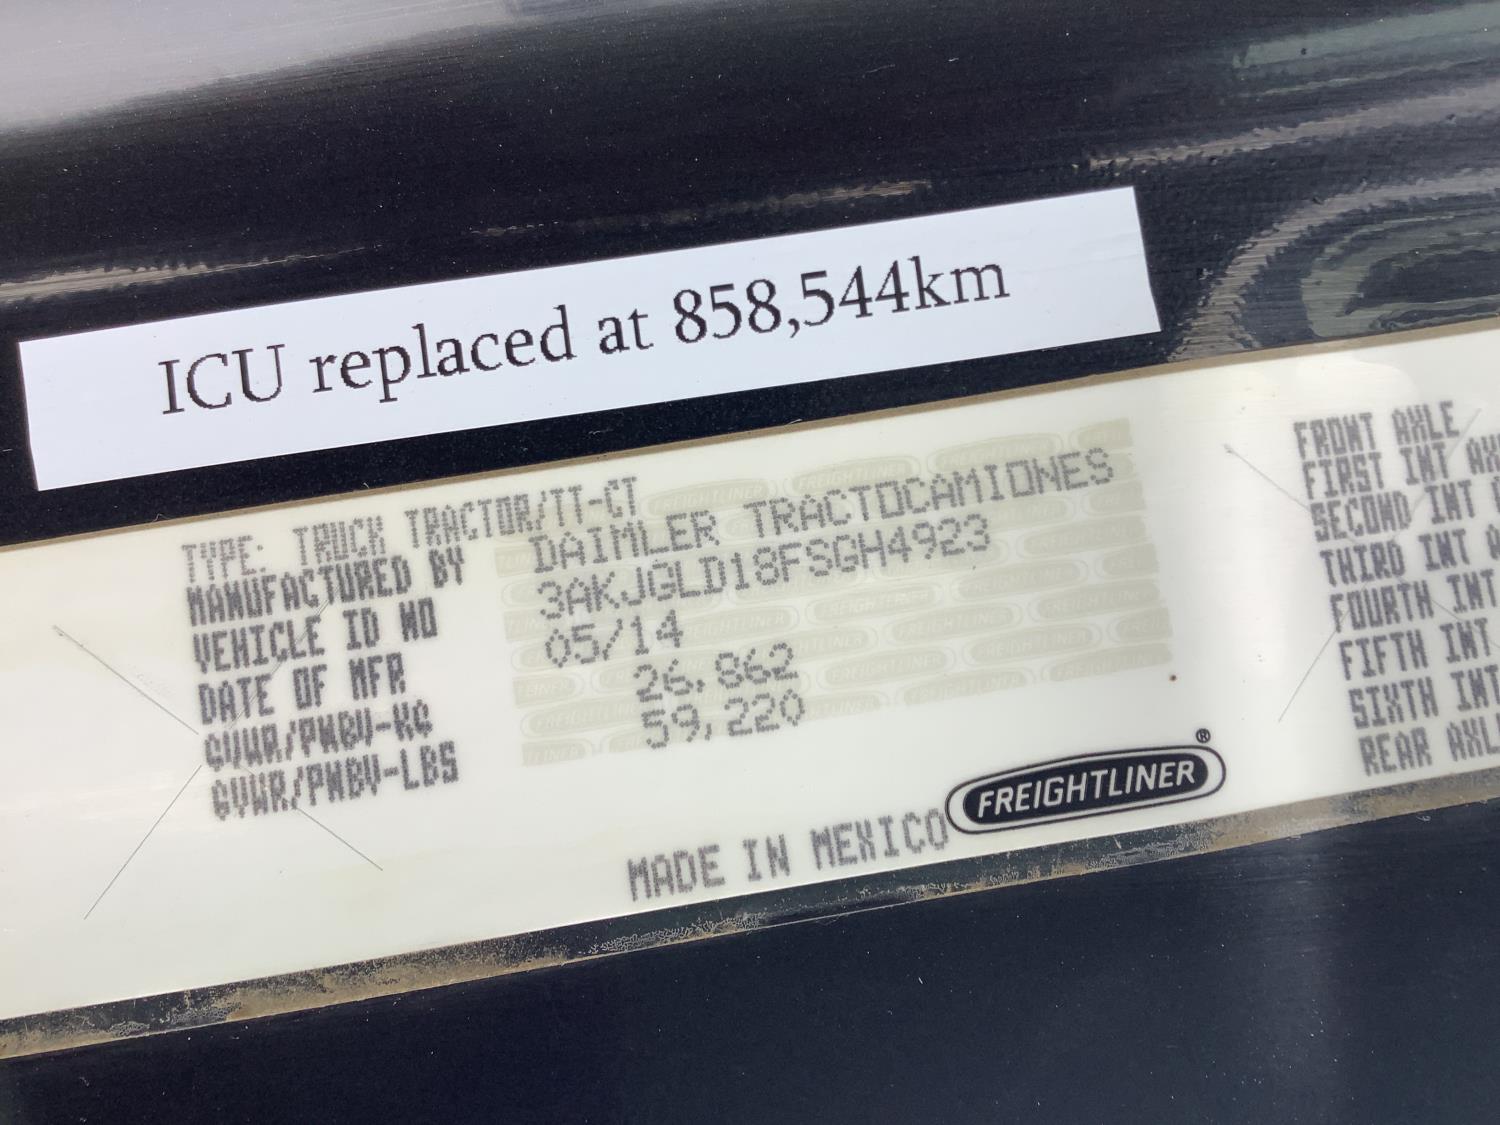 ICU replaced at 858,544km
TYPE: TRUCK TRACTOR/TT-CT
MANUFACTURED BY DAIMLER TRACTOCAMIONES
VEHICLE ID NO 3AKJGLD18FSGH4923
DATE OF MFR 05/14
GVWR/PNBV-KG 26,862
GVWR/PNBV-LBS 59,220
MADE IN MEXICO
FREIGHTLINER®
FRONT AXLE
FIRST INT AX
SECOND INT A
THIRD INT A
FOURTH INT
FIFTH INT
SIXTH INT
REAR AXL